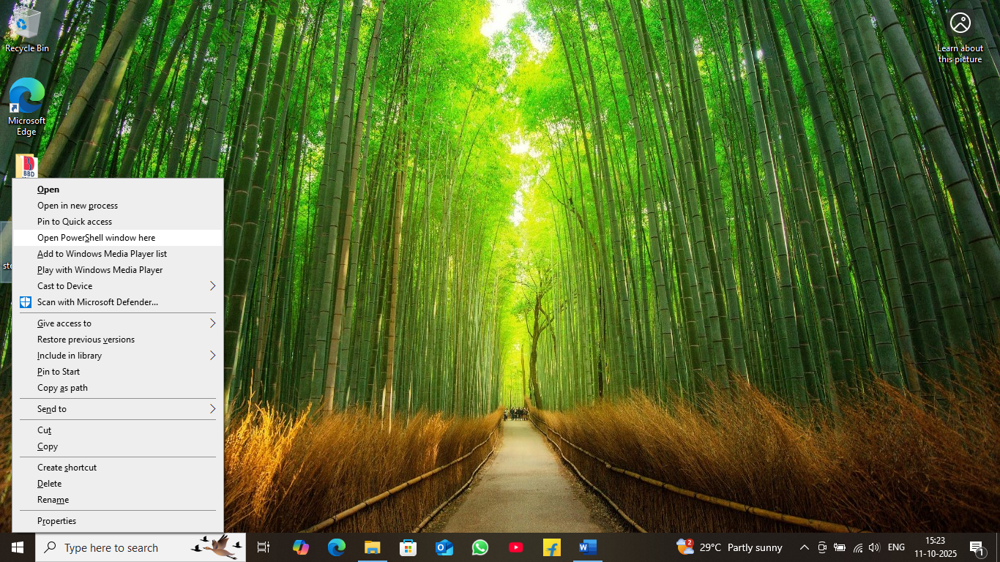 Recycle Bin
Learn about
this picture
Microsoft
Edge
BBD
ste
Open
Open in new process
Pin to Quick access
Open PowerShell window here
Add to Windows Media Player list
Play with Windows Media Player
Cast to Device
Scan with Microsoft Defender...
Give access to
Restore previous versions
Include in library
Pin to Start
Copy as path
Send to
Cut
Copy
Create shortcut
Delete
Rename
Properties
Type here to search
W
2
29°C Partly sunny
ENG
15:23
11-10-2025
1